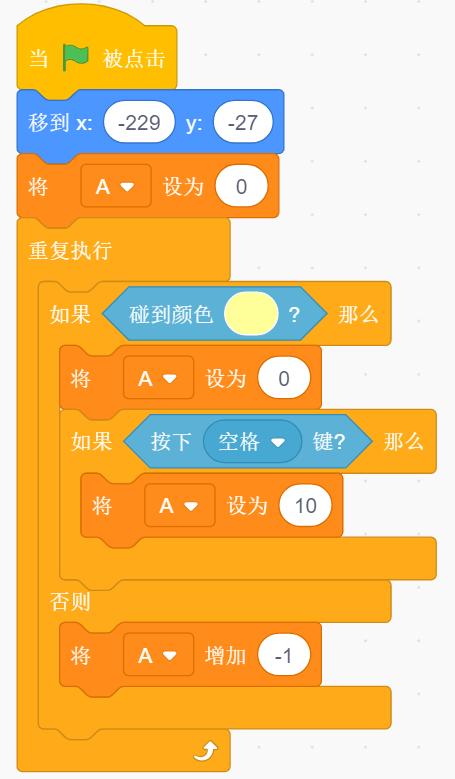 当 被点击
移到 x: -229 y: -27
将 A 设为 0
重复执行
如果 碰到颜色 ? 那么
将 A 设为 0
如果 按下 空格 键? 那么
将 A 设为 10
否则
将 A 增加 -1